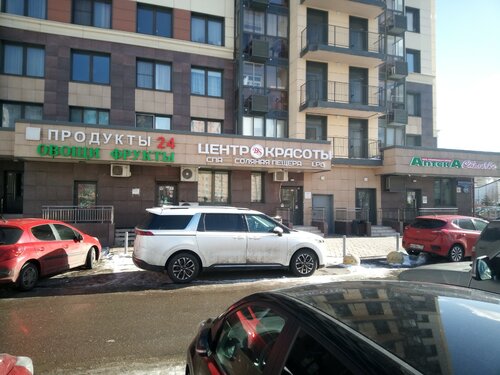 ПРОДУКТЫ 24
ОВОЩИ ФРУКТЫ
ЦЕНТР КРАСОТЫ
СПА СОЛЯНАЯ ПЕЩЕРА LPG
АптекА